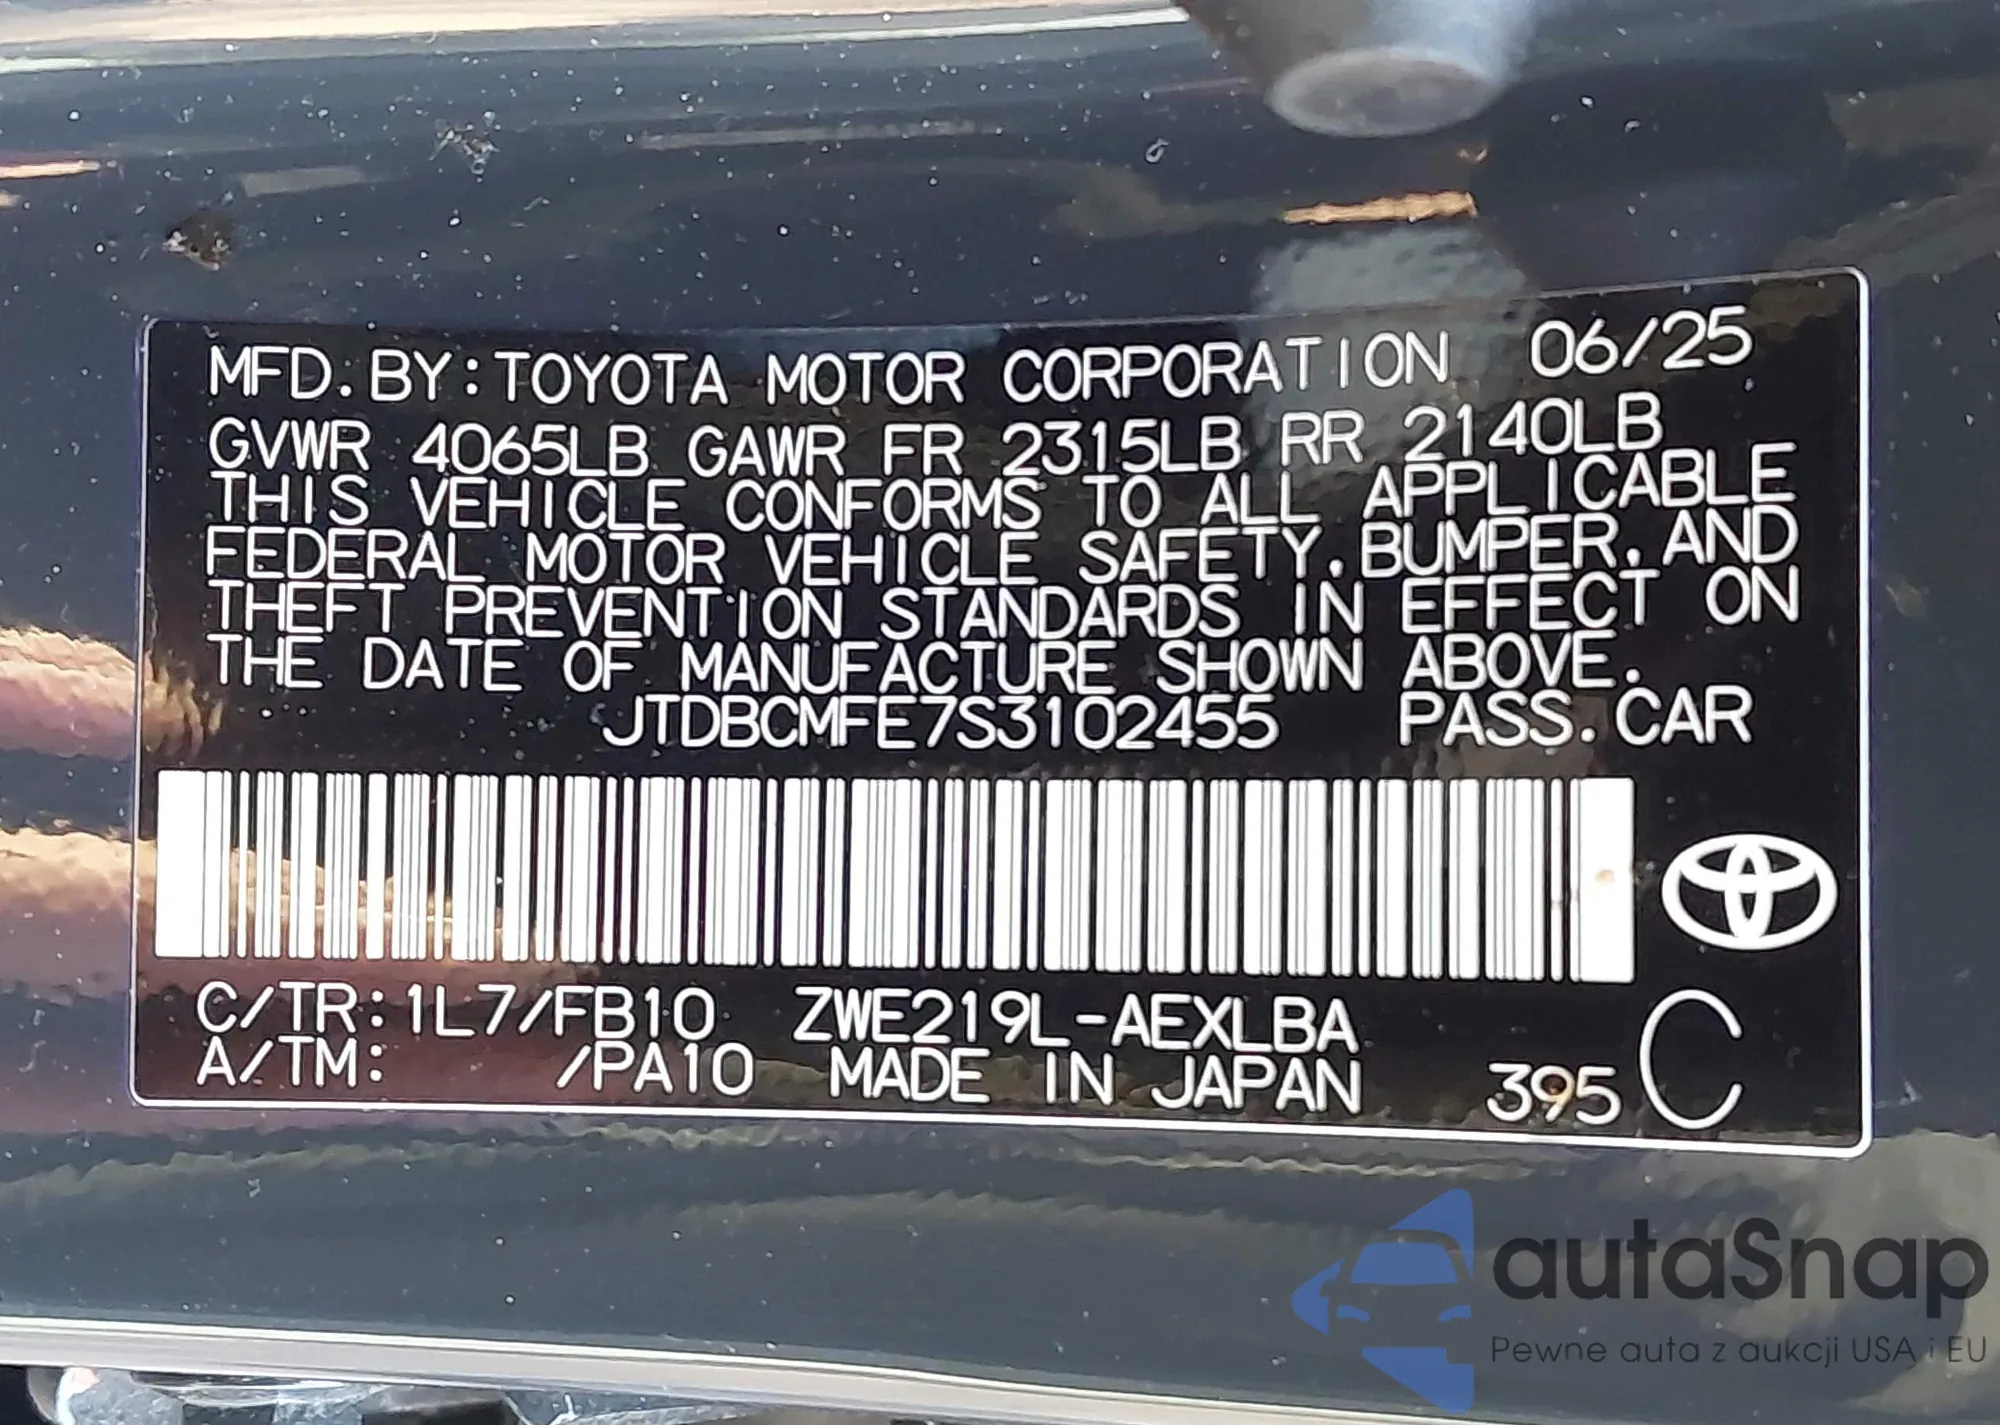 MFD. BY: TOYOTA MOTOR CORPORATION 06/25
GVWR 4065LB GAWR FR 2315LB RR 2140LB
THIS VEHICLE CONFORMS TO ALL APPLICABLE
FEDERAL MOTOR VEHICLE SAFETY, BUMPER, AND
THEFT PREVENTION STANDARDS IN EFFECT ON
THE DATE OF MANUFACTURE SHOWN ABOVE.
JTDBCMFE7S3102455 PASS. CAR
C/TR: 1L7/FB10 ZWE219L-AEXLBA
A/TM: /PA10 MADE IN JAPAN 395 C
autaSnap
Pewne auta z aukcji USA i EU